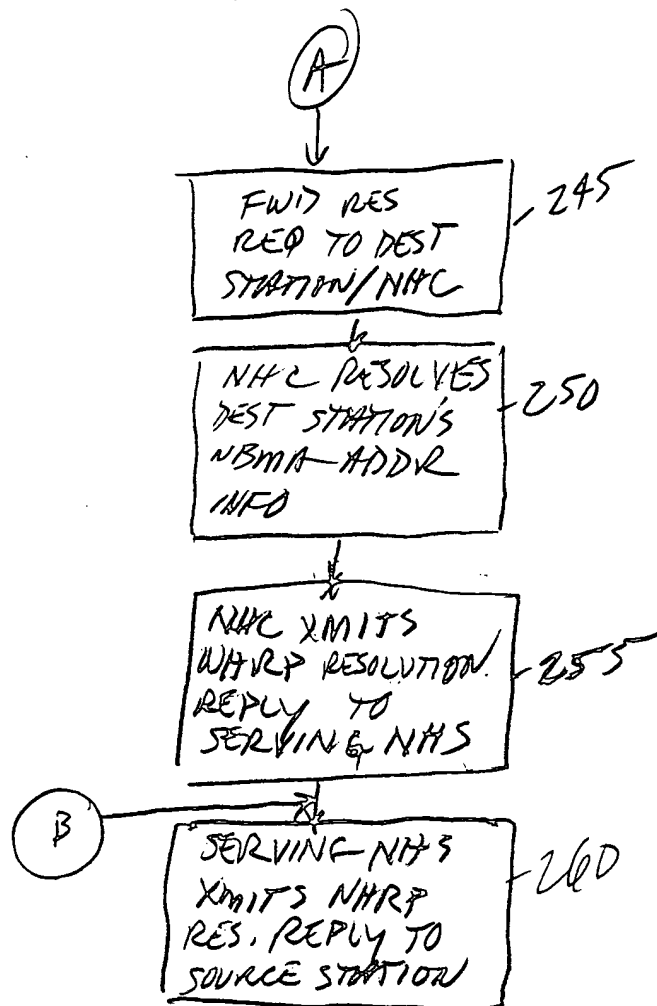 A
FWD RES
REQ TO DEST
STATION/NHC
245
NHC RESOLVES
DEST STATION'S
NBMA-ADDR
INFO
250
NHC XMITS
NHRP RESOLUTION
REPLY TO
SERVING NHS
255
B
SERVING NHS
XMITS NHRP
RES. REPLY TO
SOURCE STATION
260